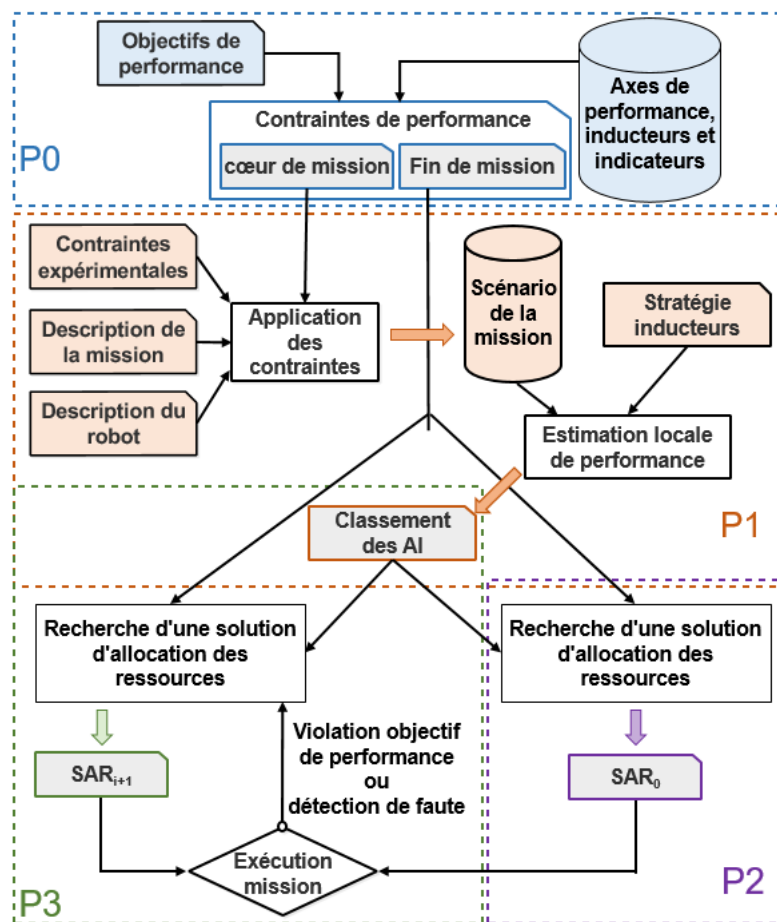 Objectifs de
performance
Axes de
performance,
inducteurs et
indicateurs
Contraintes de performance
cœur de mission
Fin de mission
P0
Contraintes
expérimentales
Description de
la mission
Description du
robot
Application
des
contraintes
Scénario
de la
mission
Stratégie
inducteurs
Estimation locale
de performance
P1
Classement
des AI
Recherche d'une solution
d'allocation des
ressources
Recherche d'une solution
d'allocation des
ressources
Violation objectif
de performance
ou
détection de faute
SARi+1
SAR0
Exécution
mission
P3
P2